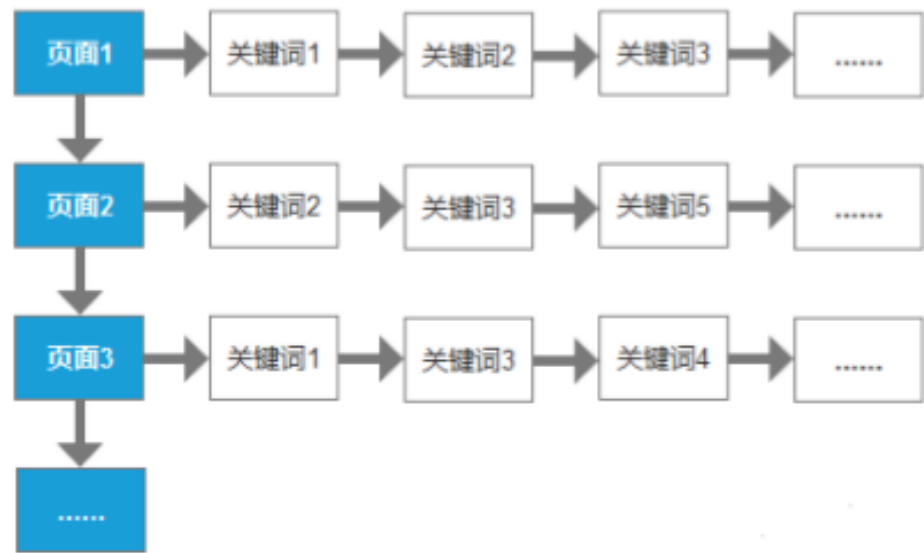 页面1 关键词1 关键词2 关键词3 ......
页面2 关键词2 关键词3 关键词5 ......
页面3 关键词1 关键词3 关键词4 ......
......